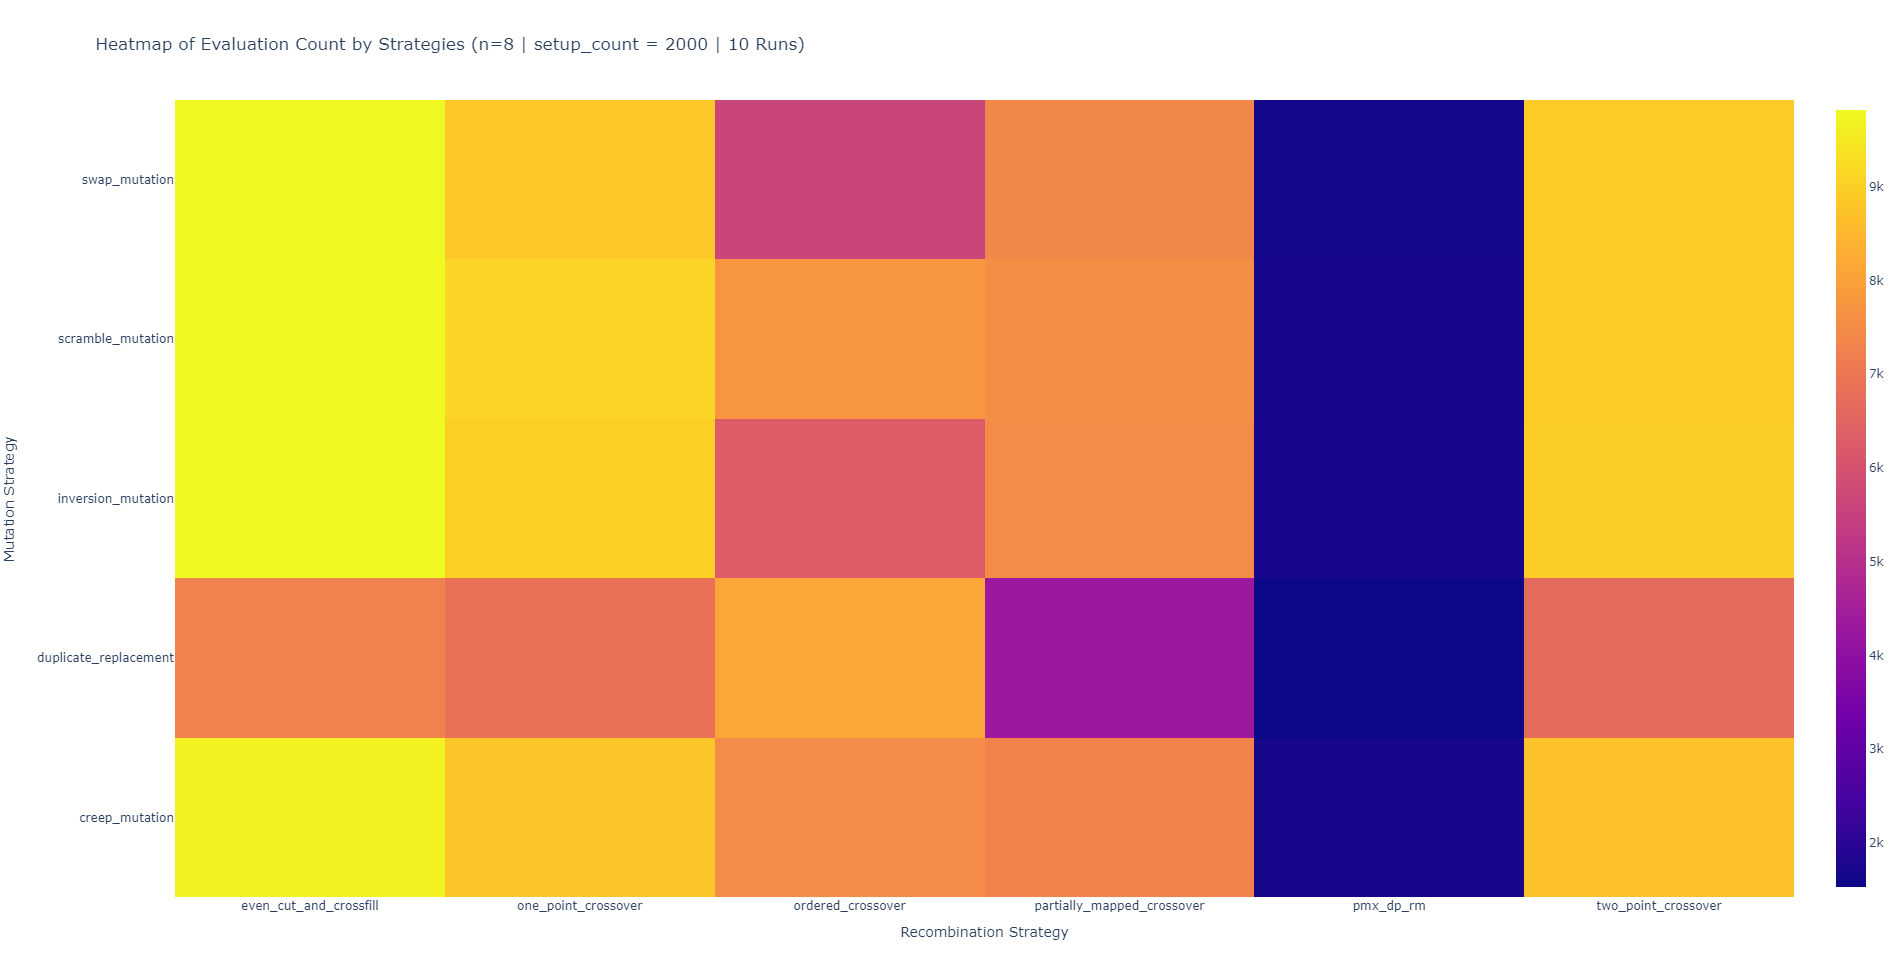 Heatmap of Evaluation Count by Strategies (n=8 | setup_count = 2000 | 10 Runs)
Mutation Strategy
swap_mutation
scramble_mutation
inversion_mutation
duplicate_replacement
creep_mutation
even_cut_and_crossfill
one_point_crossover
ordered_crossover
partially_mapped_crossover
pmx_dp_rm
two_point_crossover
Recombination Strategy
9k
8k
7k
6k
5k
4k
3k
2k